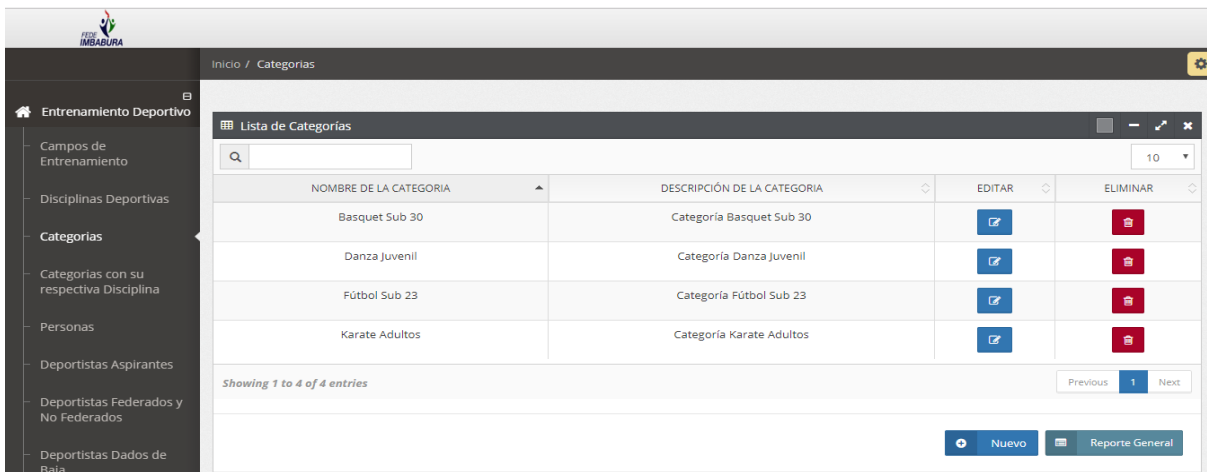 FEDE
IMBABURA
Inicio / Categorias
Entrenamiento Deportivo
Campos de
Entrenamiento
Disciplinas Deportivas
Categorias
Categorias con su
respectiva Disciplina
Personas
Deportistas Aspirantes
Deportistas Federados y
No Federados
Deportistas Dados de
Baja
Lista de Categorías
10
NOMBRE DE LA CATEGORIA DESCRIPCIÓN DE LA CATEGORIA EDITAR ELIMINAR
Basquet Sub 30 Categoría Basquet Sub 30
Danza Juvenil Categoría Danza Juvenil
Fútbol Sub 23 Categoría Fútbol Sub 23
Karate Adultos Categoría Karate Adultos
Showing 1 to 4 of 4 entries Previous 1 Next
Nuevo Reporte General